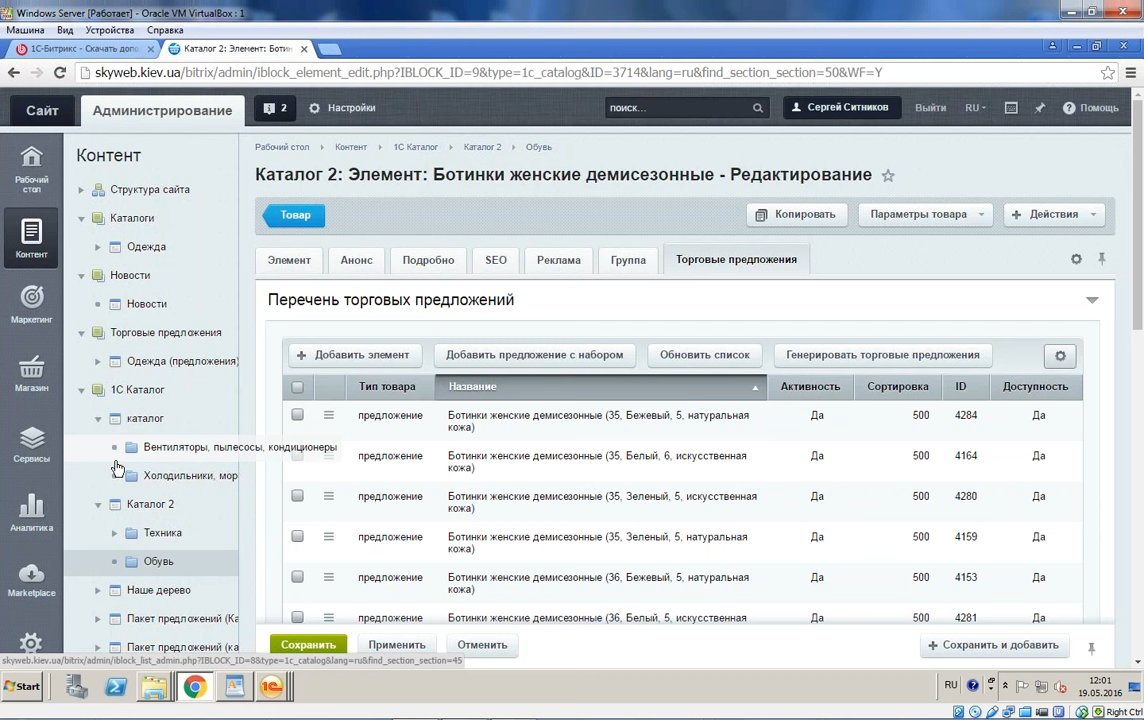 Windows Server [Работает] - Oracle VM VirtualBox : 1
Машина Вид Устройства Справка
1С-Битрикс - Скачать допо
Каталог 2: Элемент: Ботин
skyweb.kiev.ua/bitrix/admin/iblock_element_edit.php?IBLOCK_ID=9&type=1c_catalog&ID=3714&lang=ru&find_section_section=50&WF=Y
Сайт
Администрирование
2
Настройки
поиск...
Сергей Ситников
Выйти
RU
Помощь
Рабочий стол
Контент
Маркетинг
Магазин
Сервисы
Аналитика
Marketplace
Контент
Структура сайта
Каталоги
Одежда
Новости
Новости
Торговые предложения
Одежда (предложения)
1С Каталог
каталог
Вентиляторы, пылесосы, кондиционеры
Холодильники, мор
Каталог 2
Техника
Обувь
Наше дерево
Пакет предложений (Ка
Пакет предложений (ка
Рабочий стол Контент 1С Каталог Каталог 2 Обувь
Каталог 2: Элемент: Ботинки женские демисезонные - Редактирование
Товар
Копировать
Параметры товара
Действия
Элемент Анонс Подробно SEO Реклама Группа Торговые предложения
Перечень торговых предложений
Добавить элемент
Добавить предложение с набором
Обновить список
Генерировать торговые предложения
Тип товара Название Активность Сортировка ID Доступность
предложение Ботинки женские демисезонные (35, Бежевый, 5, натуральная Да 500 4284 Да
кожа)
предложение Ботинки женские демисезонные (35, Белый, 6, искусственная Да 500 4164 Да
кожа)
предложение Ботинки женские демисезонные (35, Зеленый, 5, искусственная Да 500 4280 Да
кожа)
предложение Ботинки женские демисезонные (35, Зеленый, 5, натуральная Да 500 4159 Да
кожа)
предложение Ботинки женские демисезонные (36, Бежевый, 5, натуральная Да 500 4153 Да
кожа)
предложение Ботинки женские демисезонные (36, Белый, 5, натуральная Да 500 4281 Да
Сохранить
Применить
Отменить
Сохранить и добавить
skyweb.kiev.ua/bitrix/admin/iblock_list_admin.php?IBLOCK_ID=8&type=1c_catalog&lang=ru&find_section_section=45
Start
RU
12:01
19.05.2016
Right Ctrl